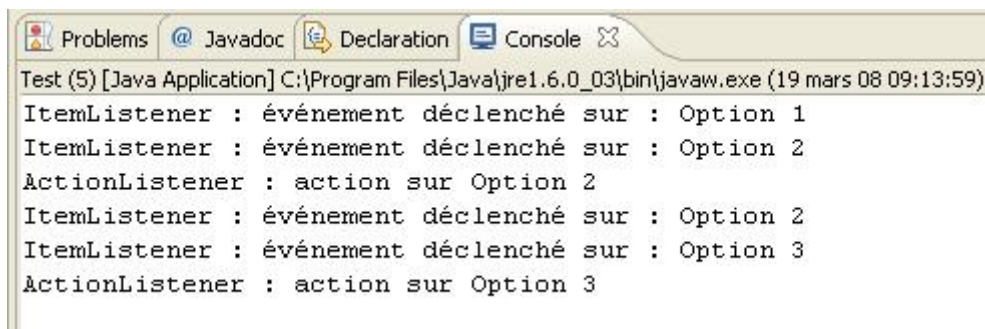 Problems @ Javadoc Declaration Console
Test (5) [Java Application] C:\Program Files\Java\jre1.6.0_03\bin\javaw.exe (19 mars 08 09:13:59)
ItemListener : événement déclenché sur : Option 1
ItemListener : événement déclenché sur : Option 2
ActionListener : action sur Option 2
ItemListener : événement déclenché sur : Option 2
ItemListener : événement déclenché sur : Option 3
ActionListener : action sur Option 3